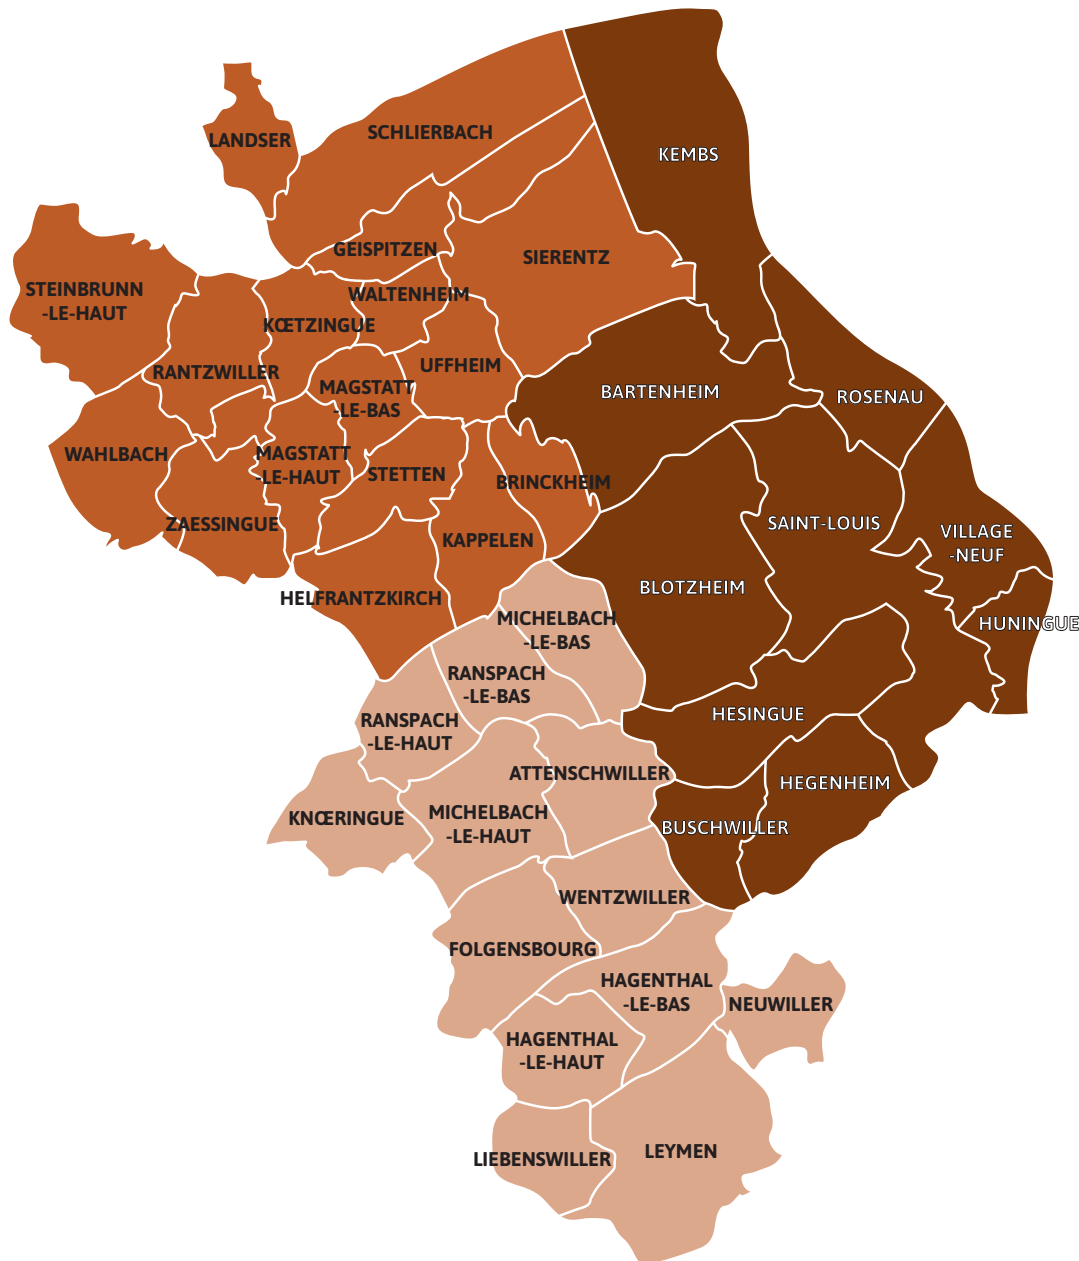 LANDSER
SCHLIERBACH
KEMBS
GEISPITZEN
SIERENTZ
STEINBRUNN
-LE-HAUT
WALTENHEIM
KŒTZINGUE
UFFHEIM
RANTZWILLER
MAGSTATT
-LE-BAS
BARTENHEIM
ROSENAU
WAHLBACH
MAGSTATT
-LE-HAUT
STETTEN
BRINCKHEIM
ZAESSINGUE
SAINT-LOUIS
VILLAGE
-NEUF
KAPPELEN
BLOTZHEIM
HELFRANTZKIRCH
HUNINGUE
MICHELBACH
-LE-BAS
RANSPACH
-LE-BAS
RANSPACH
-LE-HAUT
HESINGUE
ATTENSCHWILLER
HEGENHEIM
KNŒRINGUE
MICHELBACH
-LE-HAUT
BUSCHWILLER
WENTZWILLER
FOLGENSBOURG
HAGENTHAL
-LE-BAS
NEUWILLER
HAGENTHAL
-LE-HAUT
LIEBENSWILLER
LEYMEN